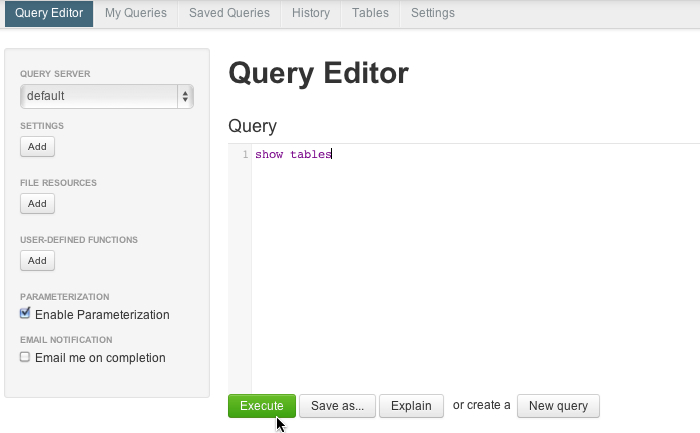 Query Editor My Queries Saved Queries History Tables Settings
QUERY SERVER
default
SETTINGS
Add
FILE RESOURCES
Add
USER-DEFINED FUNCTIONS
Add
PARAMETERIZATION
Enable Parameterization
EMAIL NOTIFICATION
Email me on completion
Query Editor
Query
1 show tables
Execute Save as... Explain or create a New query